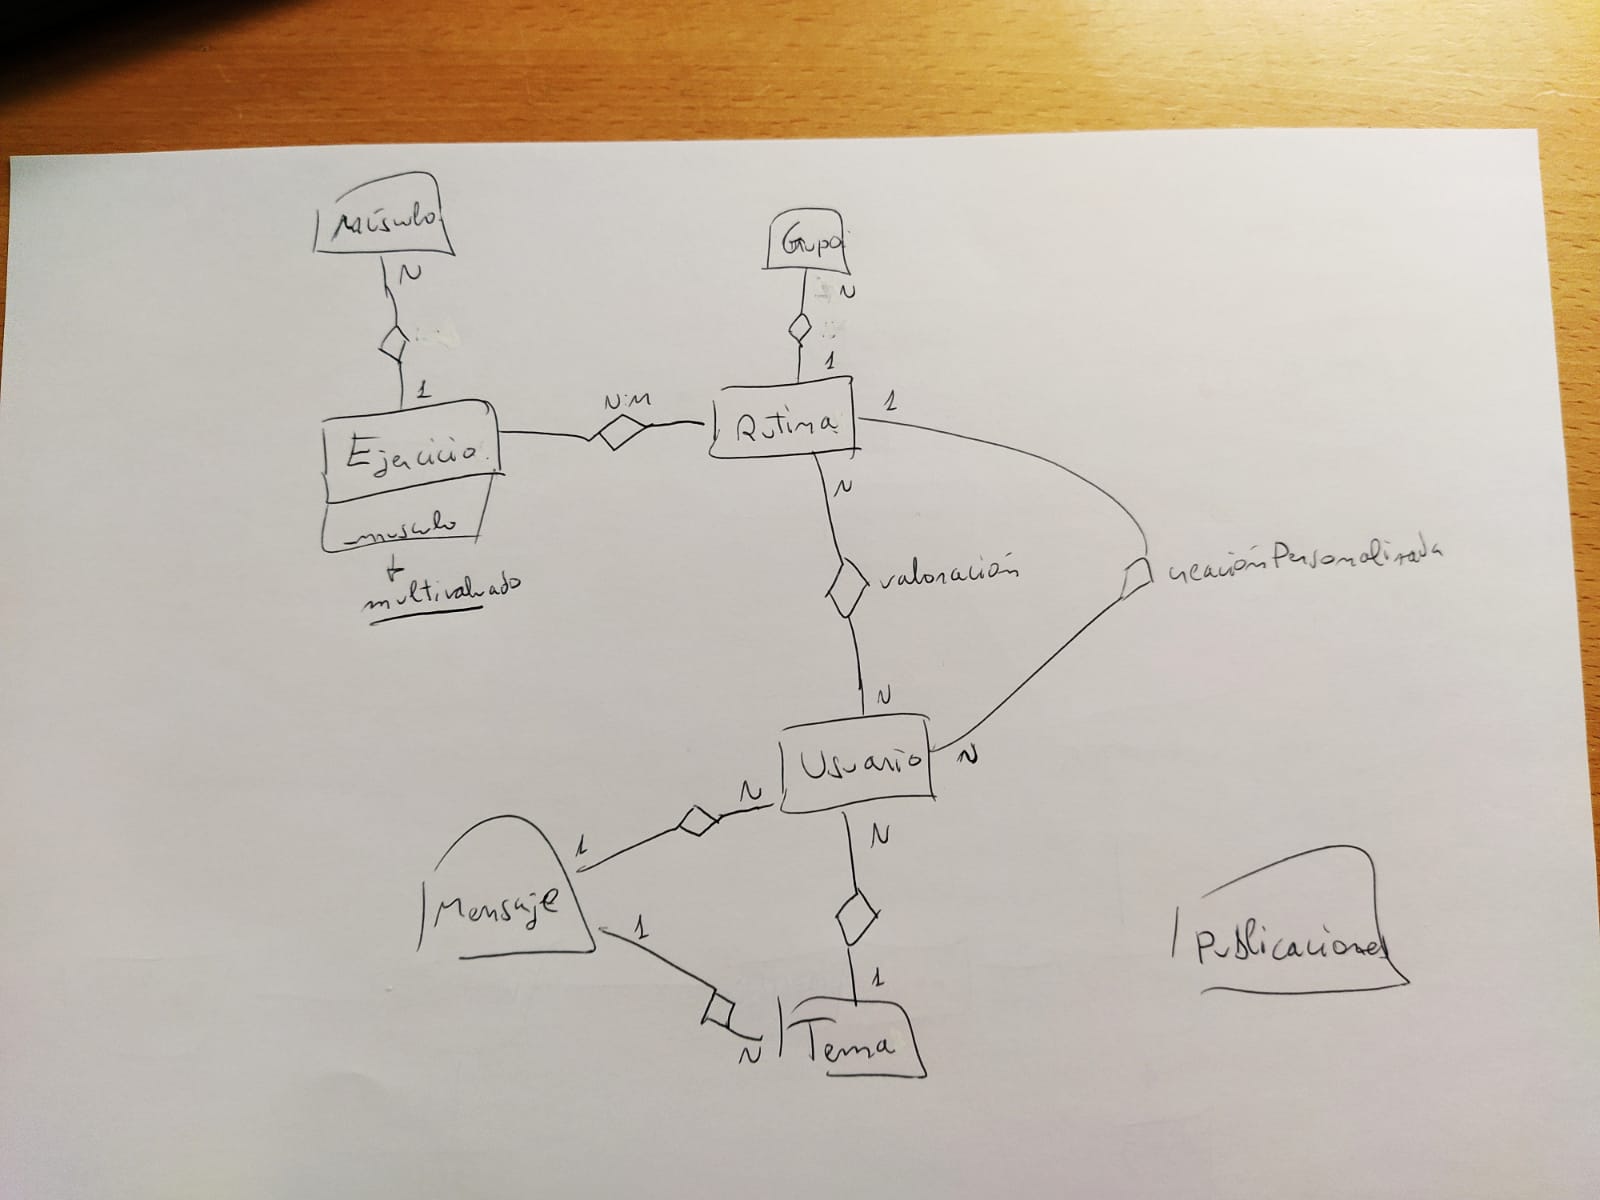 Músculo
Grupo
N
N
1
1
N:M
1
Ejercicio
Rutina
N
musculo
multivaluado
valoración
creaciónPersonalizada
N
Usuario
N
N
1
N
Mensaje
1
Publicaciones
1
Tema
N